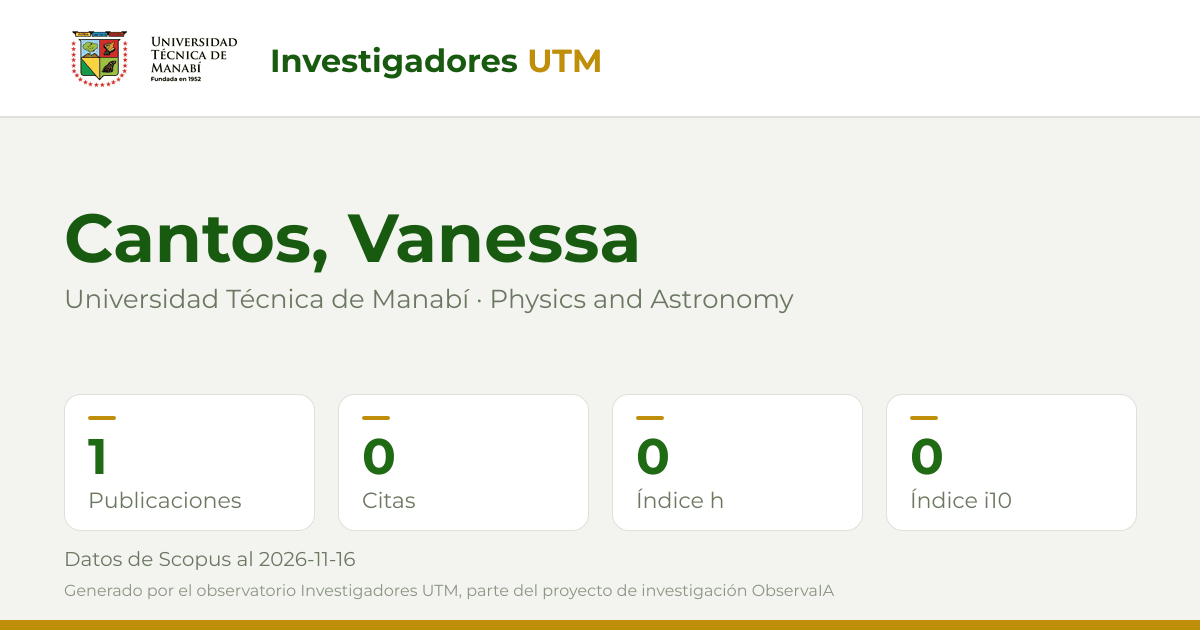 UNIVERSIDAD
TÉCNICA DE
MANABÍ
Fundada en 1952
Investigadores UTM
Cantos, Vanessa
Universidad Técnica de Manabí · Physics and Astronomy
1
Publicaciones
0
Citas
0
Índice h
0
Índice i10
Datos de Scopus al 2026-11-16
Generado por el observatorio Investigadores UTM, parte del proyecto de investigación ObservaIA